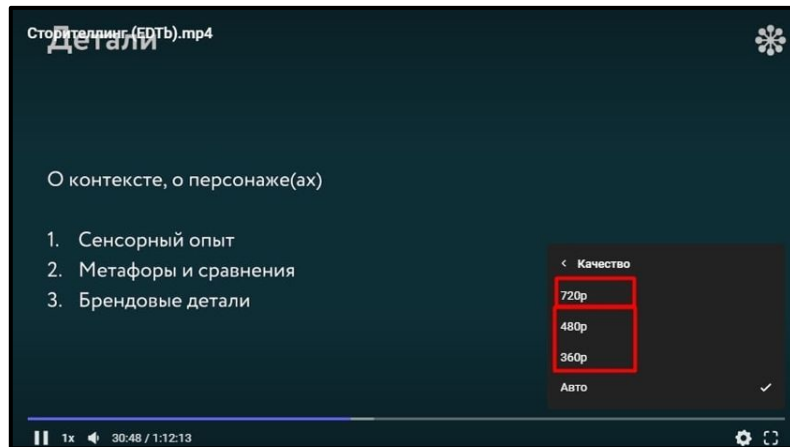 Сторителлинг (EDTb).mp4
Детали
О контексте, о персонаже(ах)
1. Сенсорный опыт
2. Метафоры и сравнения
3. Брендовые детали
< Качество
720p
480p
360p
Авто
1x 30:48 / 1:12:13